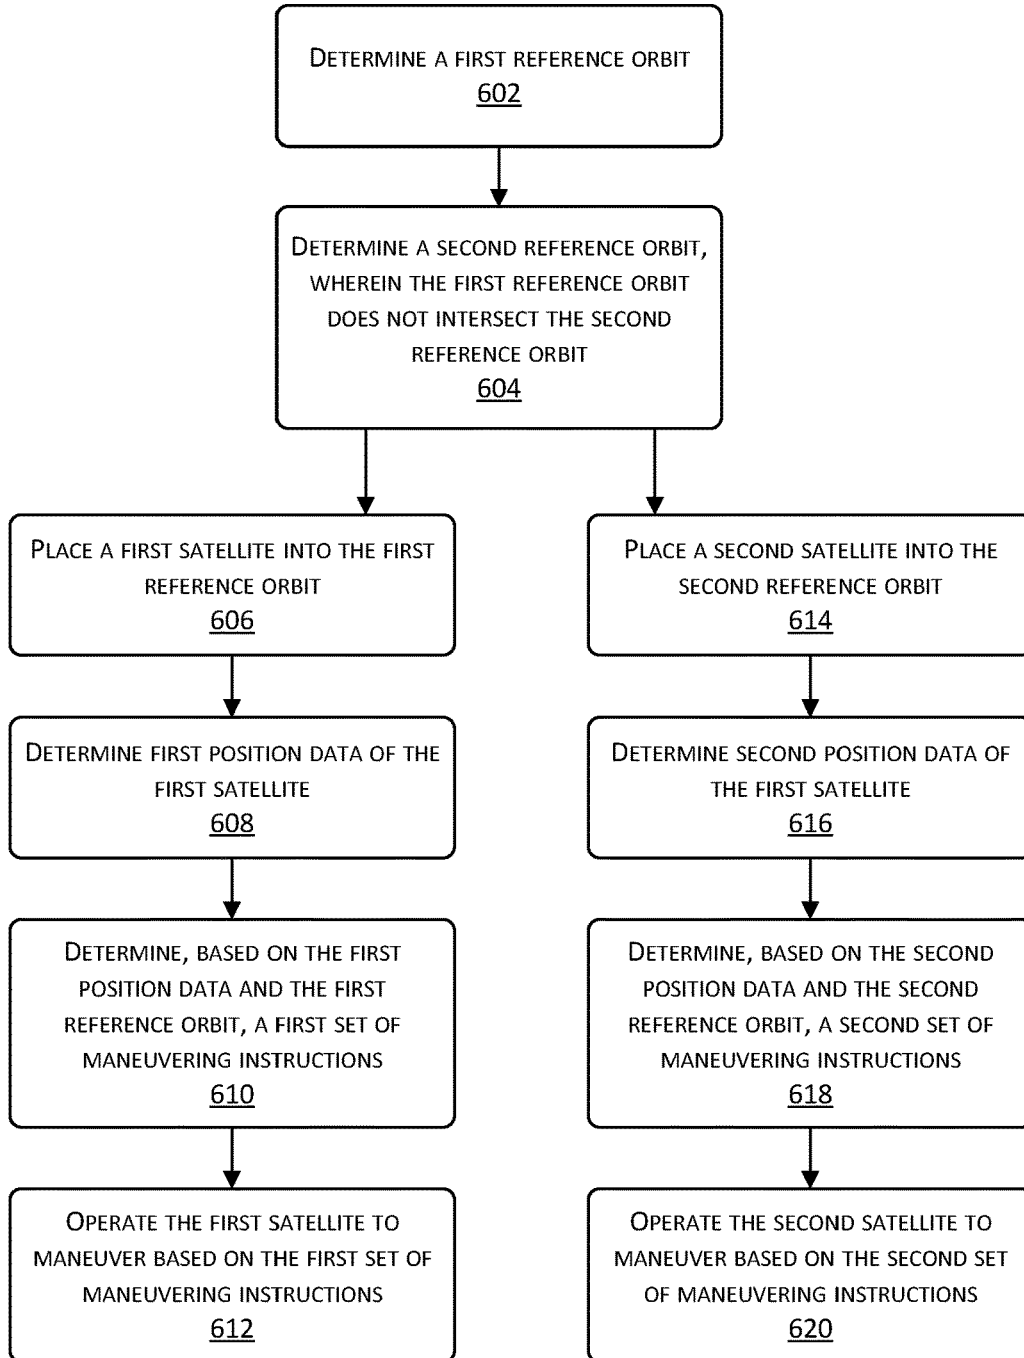 DETERMINE A FIRST REFERENCE ORBIT
602
DETERMINE A SECOND REFERENCE ORBIT,
WHEREIN THE FIRST REFERENCE ORBIT
DOES NOT INTERSECT THE SECOND
REFERENCE ORBIT
604
PLACE A FIRST SATELLITE INTO THE FIRST
REFERENCE ORBIT
606
DETERMINE FIRST POSITION DATA OF THE
FIRST SATELLITE
608
DETERMINE, BASED ON THE FIRST
POSITION DATA AND THE FIRST
REFERENCE ORBIT, A FIRST SET OF
MANEUVERING INSTRUCTIONS
610
OPERATE THE FIRST SATELLITE TO
MANEUVER BASED ON THE FIRST SET OF
MANEUVERING INSTRUCTIONS
612
PLACE A SECOND SATELLITE INTO THE
SECOND REFERENCE ORBIT
614
DETERMINE SECOND POSITION DATA OF
THE FIRST SATELLITE
616
DETERMINE, BASED ON THE SECOND
POSITION DATA AND THE SECOND
REFERENCE ORBIT, A SECOND SET OF
MANEUVERING INSTRUCTIONS
618
OPERATE THE SECOND SATELLITE TO
MANEUVER BASED ON THE SECOND SET
OF MANEUVERING INSTRUCTIONS
620